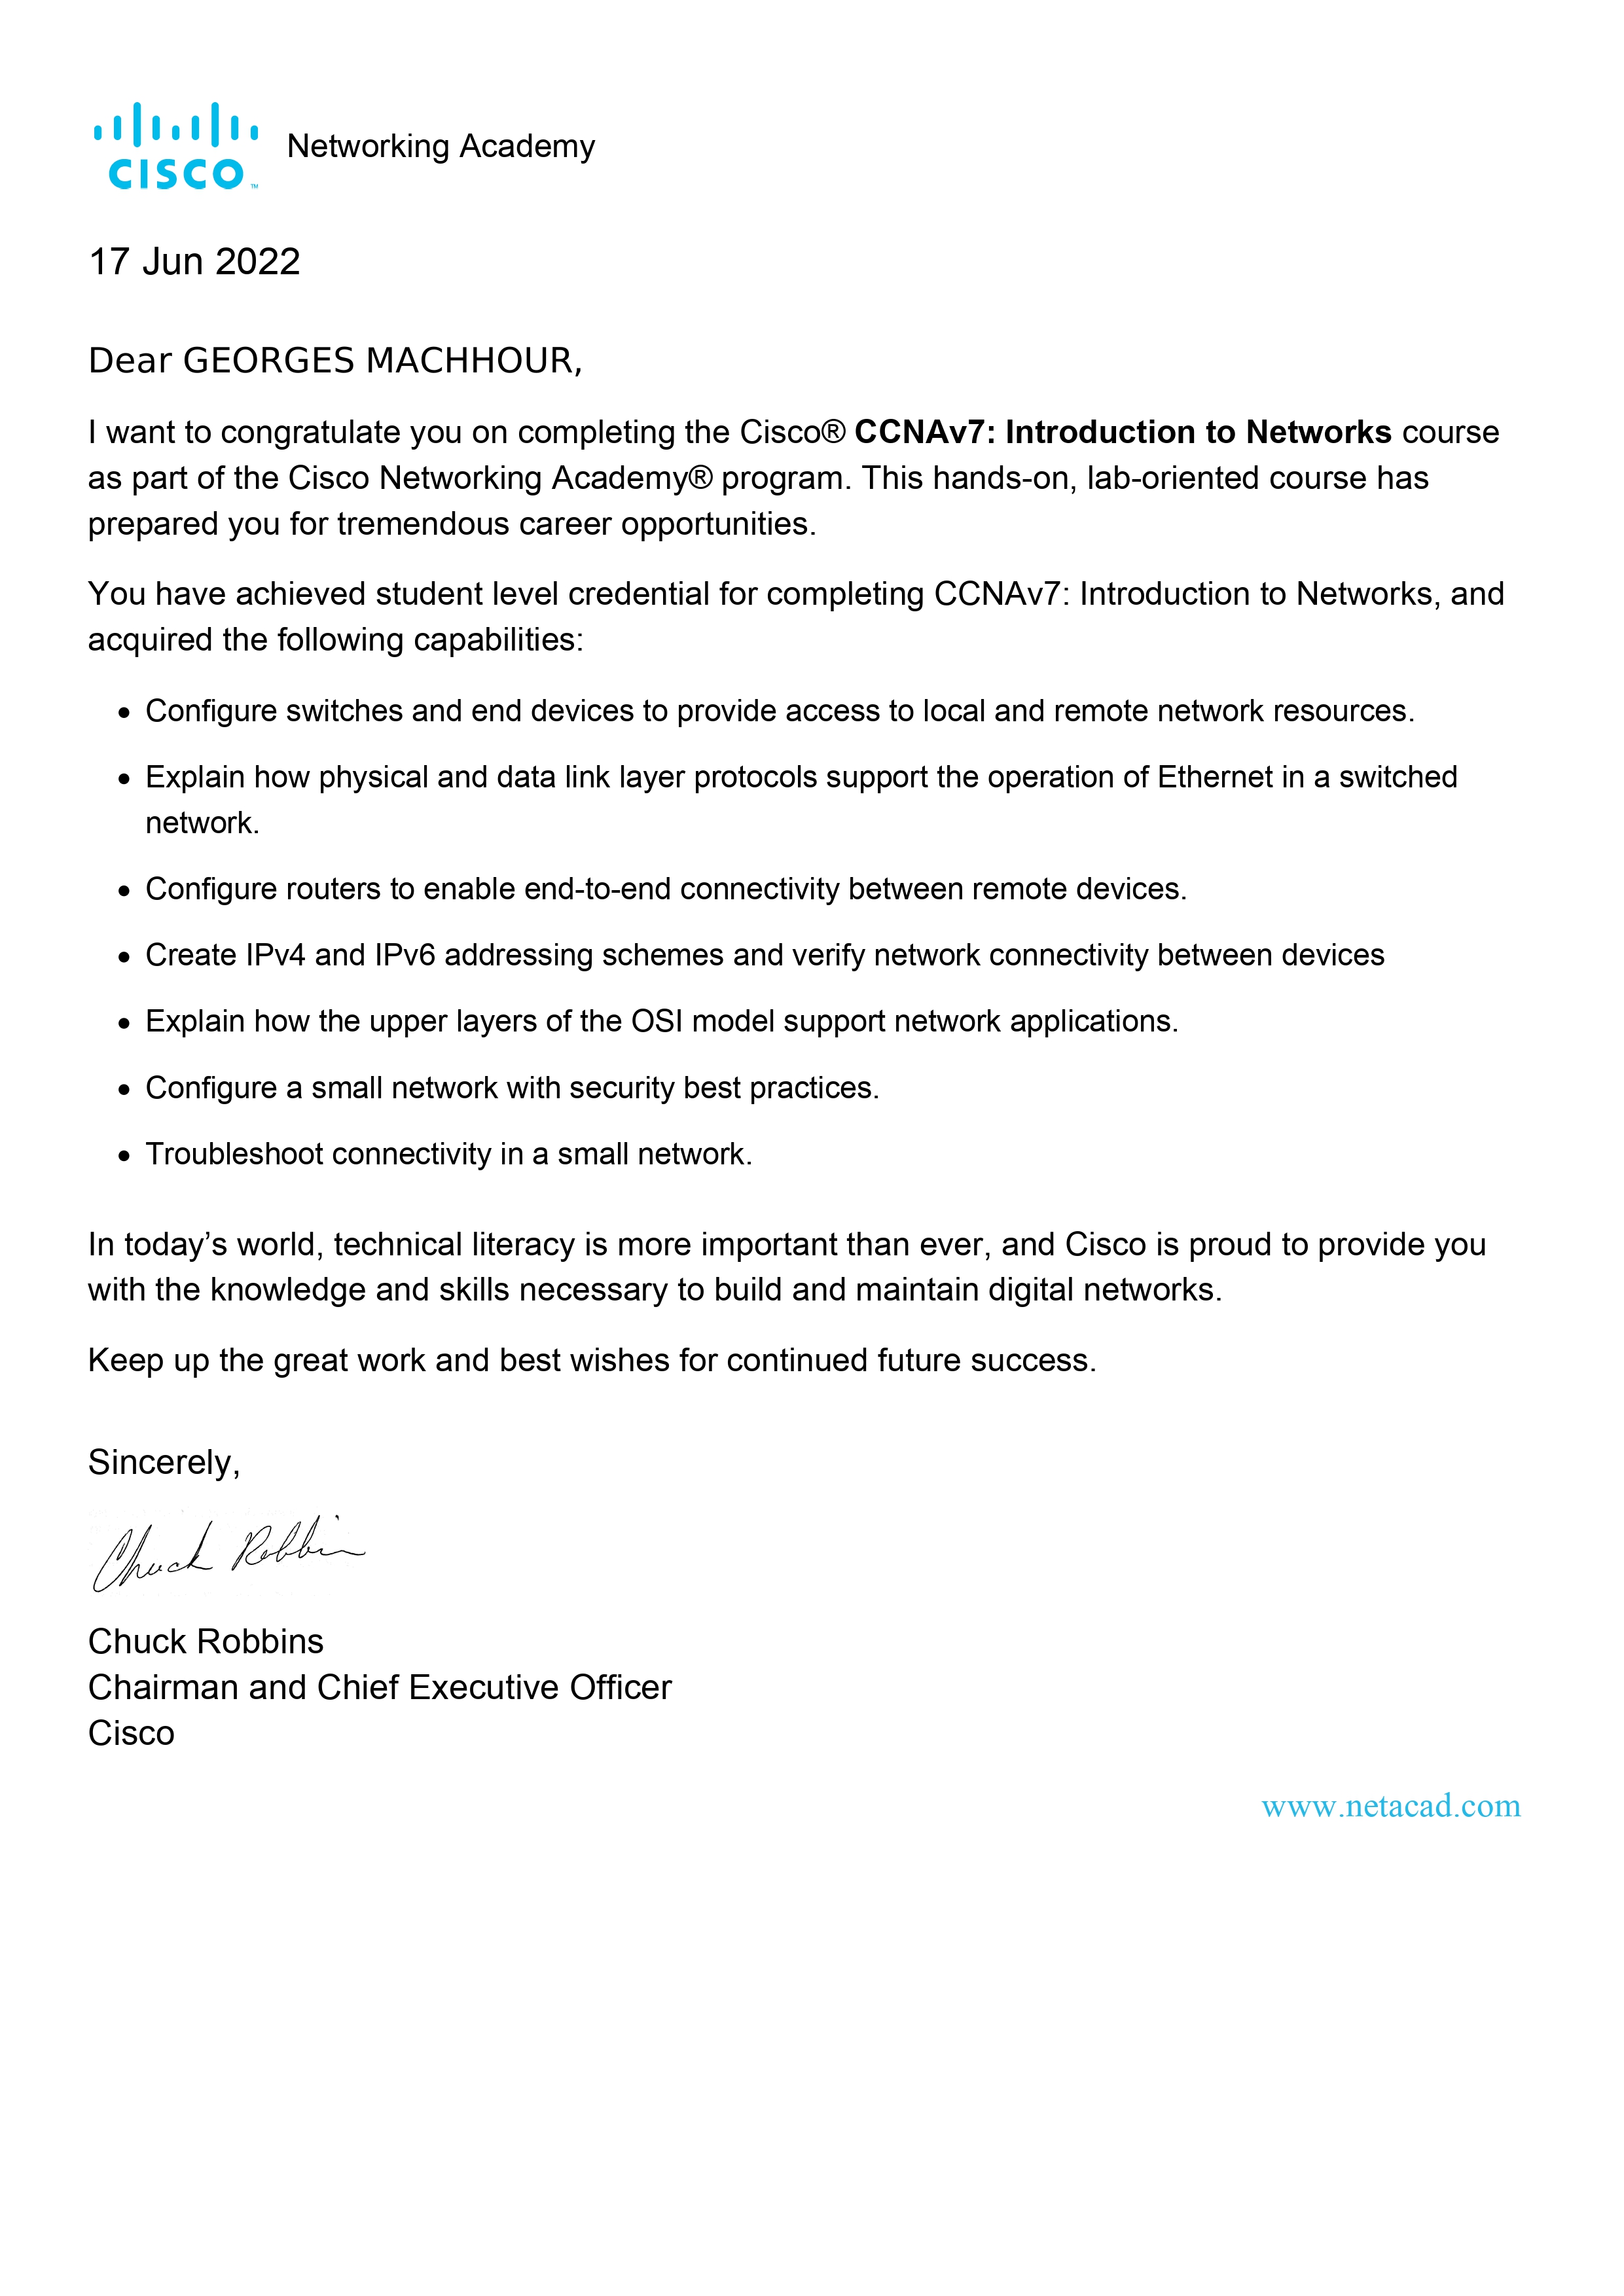 CISCO ™ Networking Academy
17 Jun 2022
Dear GEORGES MACHHOUR,
I want to congratulate you on completing the Cisco® CCNAv7: Introduction to Networks course
as part of the Cisco Networking Academy® program. This hands-on, lab-oriented course has
prepared you for tremendous career opportunities.
You have achieved student level credential for completing CCNAv7: Introduction to Networks, and
acquired the following capabilities:
• Configure switches and end devices to provide access to local and remote network resources.
• Explain how physical and data link layer protocols support the operation of Ethernet in a switched
network.
• Configure routers to enable end-to-end connectivity between remote devices.
• Create IPv4 and IPv6 addressing schemes and verify network connectivity between devices
• Explain how the upper layers of the OSI model support network applications.
• Configure a small network with security best practices.
• Troubleshoot connectivity in a small network.
In today’s world, technical literacy is more important than ever, and Cisco is proud to provide you
with the knowledge and skills necessary to build and maintain digital networks.
Keep up the great work and best wishes for continued future success.
Sincerely,
Chuck Robbins
Chuck Robbins
Chairman and Chief Executive Officer
Cisco
www.netacad.com